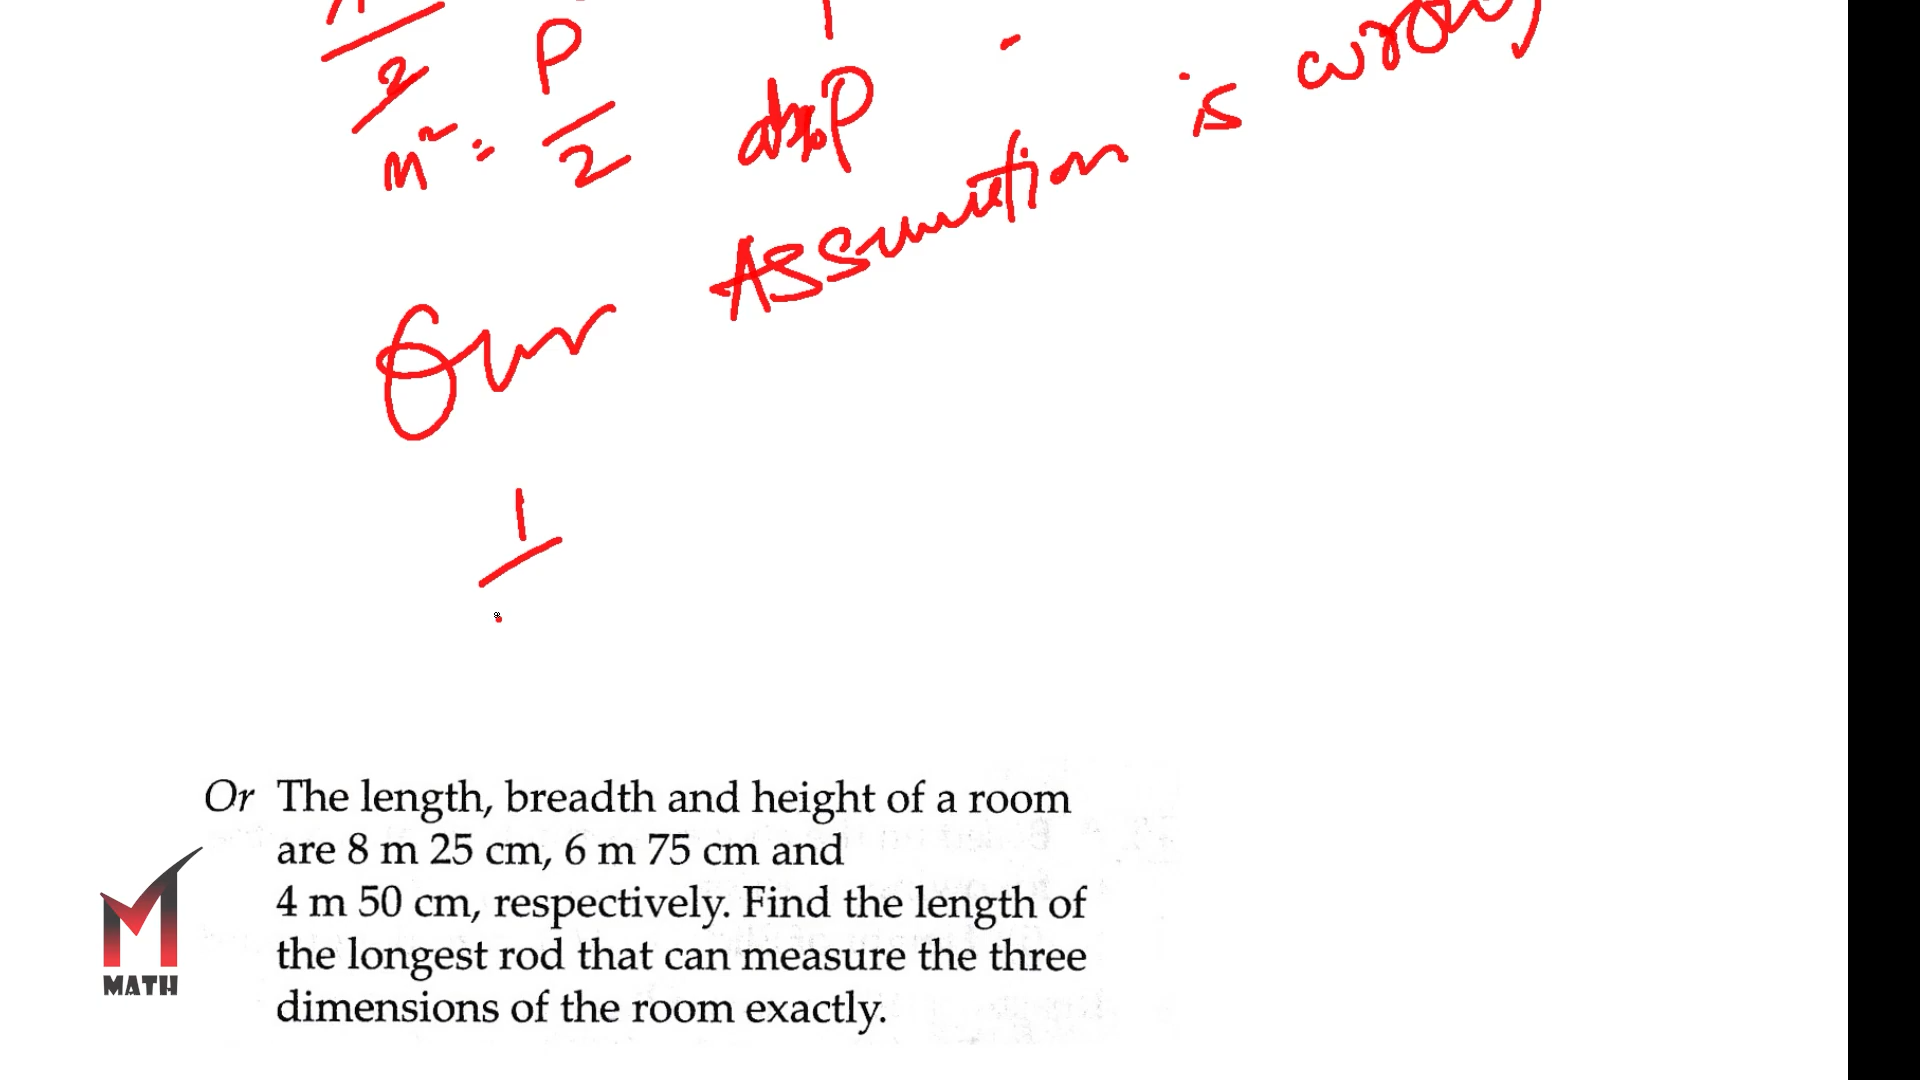 2
P
m² = P/2
abxP
Our Assumution is wrong
1
Or The length, breadth and height of a room
are 8 m 25 cm, 6 m 75 cm and
4 m 50 cm, respectively. Find the length of
the longest rod that can measure the three
dimensions of the room exactly.
MATH